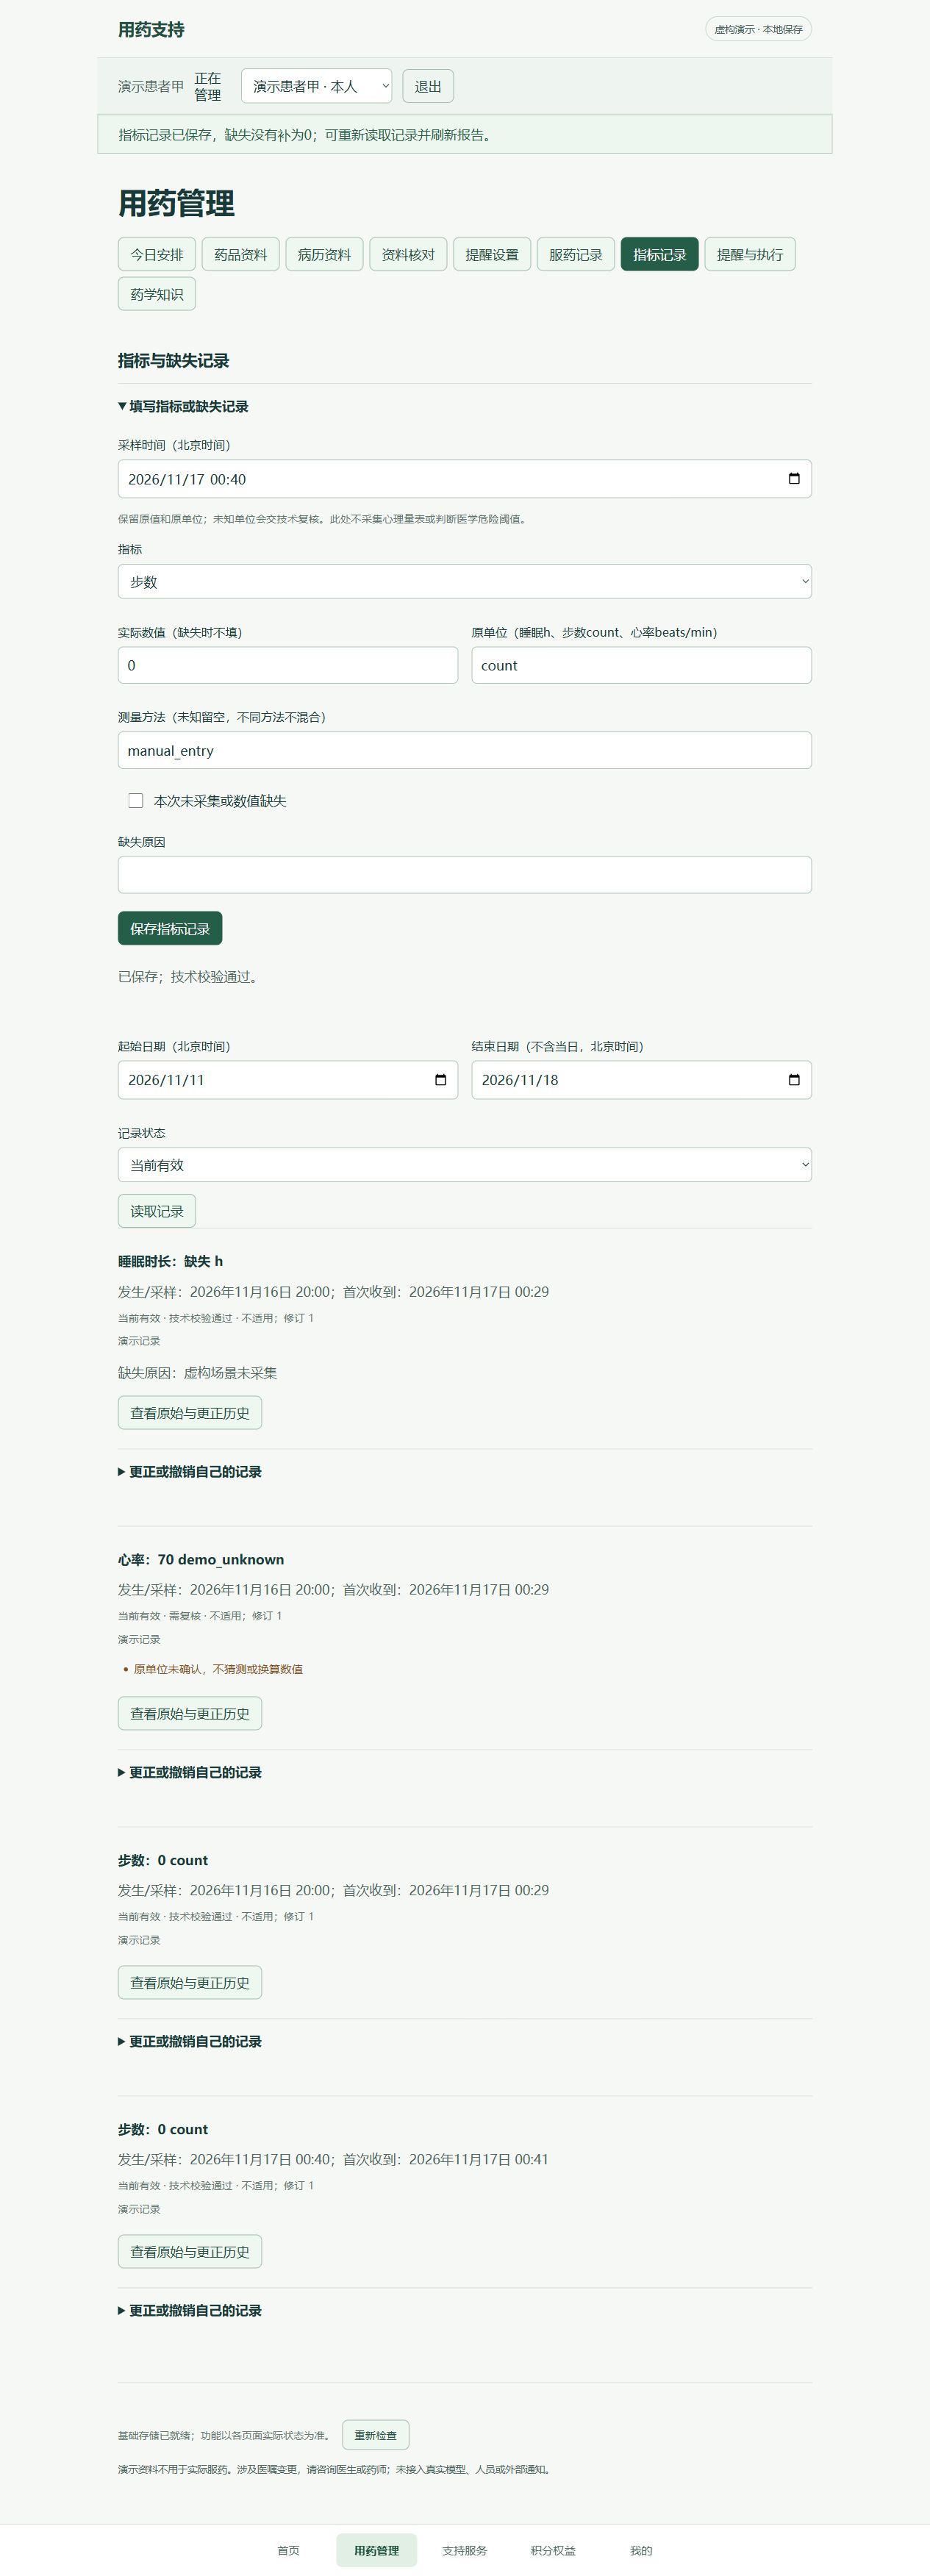 用药支持
虚构演示 · 本地保存
演示患者甲
正在
管理
演示患者甲 · 本人
退出
指标记录已保存，缺失没有补为0；可重新读取记录并刷新报告。
用药管理
今日安排
药品资料
病历资料
资料核对
提醒设置
服药记录
指标记录
提醒与执行
药学知识
指标与缺失记录
▼填写指标或缺失记录
采样时间（北京时间）
2026/11/17 00:40
保留原值和原单位；未知单位会交技术复核。此处不采集心理量表或判断医学危险阈值。
指标
步数
实际数值（缺失时不填）
原单位（睡眠h、步数count、心率beats/min）
0
count
测量方法（未知留空，不同方法不混合）
manual_entry
本次未采集或数值缺失
缺失原因
保存指标记录
已保存；技术校验通过。
起始日期（北京时间）
结束日期（不含当日，北京时间）
2026/11/11
2026/11/18
记录状态
当前有效
读取记录
睡眠时长：缺失 h
发生/采样：2026年11月16日 20:00；首次收到：2026年11月17日 00:29
当前有效 · 技术校验通过 · 不适用；修订 1
演示记录
缺失原因：虚构场景未采集
查看原始与更正历史
▶更正或撤销自己的记录
心率：70 demo_unknown
发生/采样：2026年11月16日 20:00；首次收到：2026年11月17日 00:29
当前有效 · 需复核 · 不适用；修订 1
演示记录
• 原单位未确认，不猜测或换算数值
查看原始与更正历史
▶更正或撤销自己的记录
步数：0 count
发生/采样：2026年11月16日 20:00；首次收到：2026年11月17日 00:29
当前有效 · 技术校验通过 · 不适用；修订 1
演示记录
查看原始与更正历史
▶更正或撤销自己的记录
步数：0 count
发生/采样：2026年11月17日 00:40；首次收到：2026年11月17日 00:41
当前有效 · 技术校验通过 · 不适用；修订 1
演示记录
查看原始与更正历史
▶更正或撤销自己的记录
基础存储已就绪；功能以各页面实际状态为准。
重新检查
演示资料不用于实际服药。涉及医嘱变更，请咨询医生或药师；未接入真实模型、人员或外部通知。
首页
用药管理
支持服务
积分权益
我的